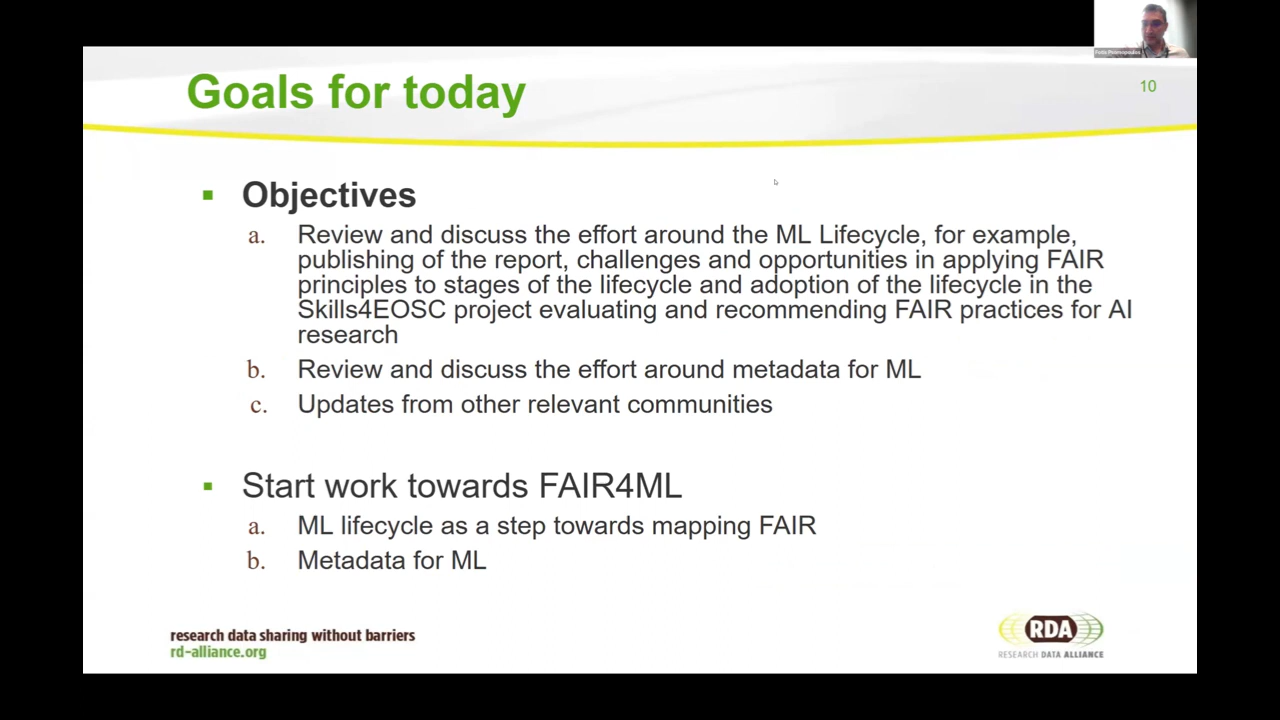 Goals for today
10
▪ Objectives
a. Review and discuss the effort around the ML Lifecycle, for example,
publishing of the report, challenges and opportunities in applying FAIR
principles to stages of the lifecycle and adoption of the lifecycle in the
Skills4EOSC project evaluating and recommending FAIR practices for AI
research
b. Review and discuss the effort around metadata for ML
c. Updates from other relevant communities
▪ Start work towards FAIR4ML
a. ML lifecycle as a step towards mapping FAIR
b. Metadata for ML
research data sharing without barriers
rd-alliance.org
RDA
RESEARCH DATA ALLIANCE